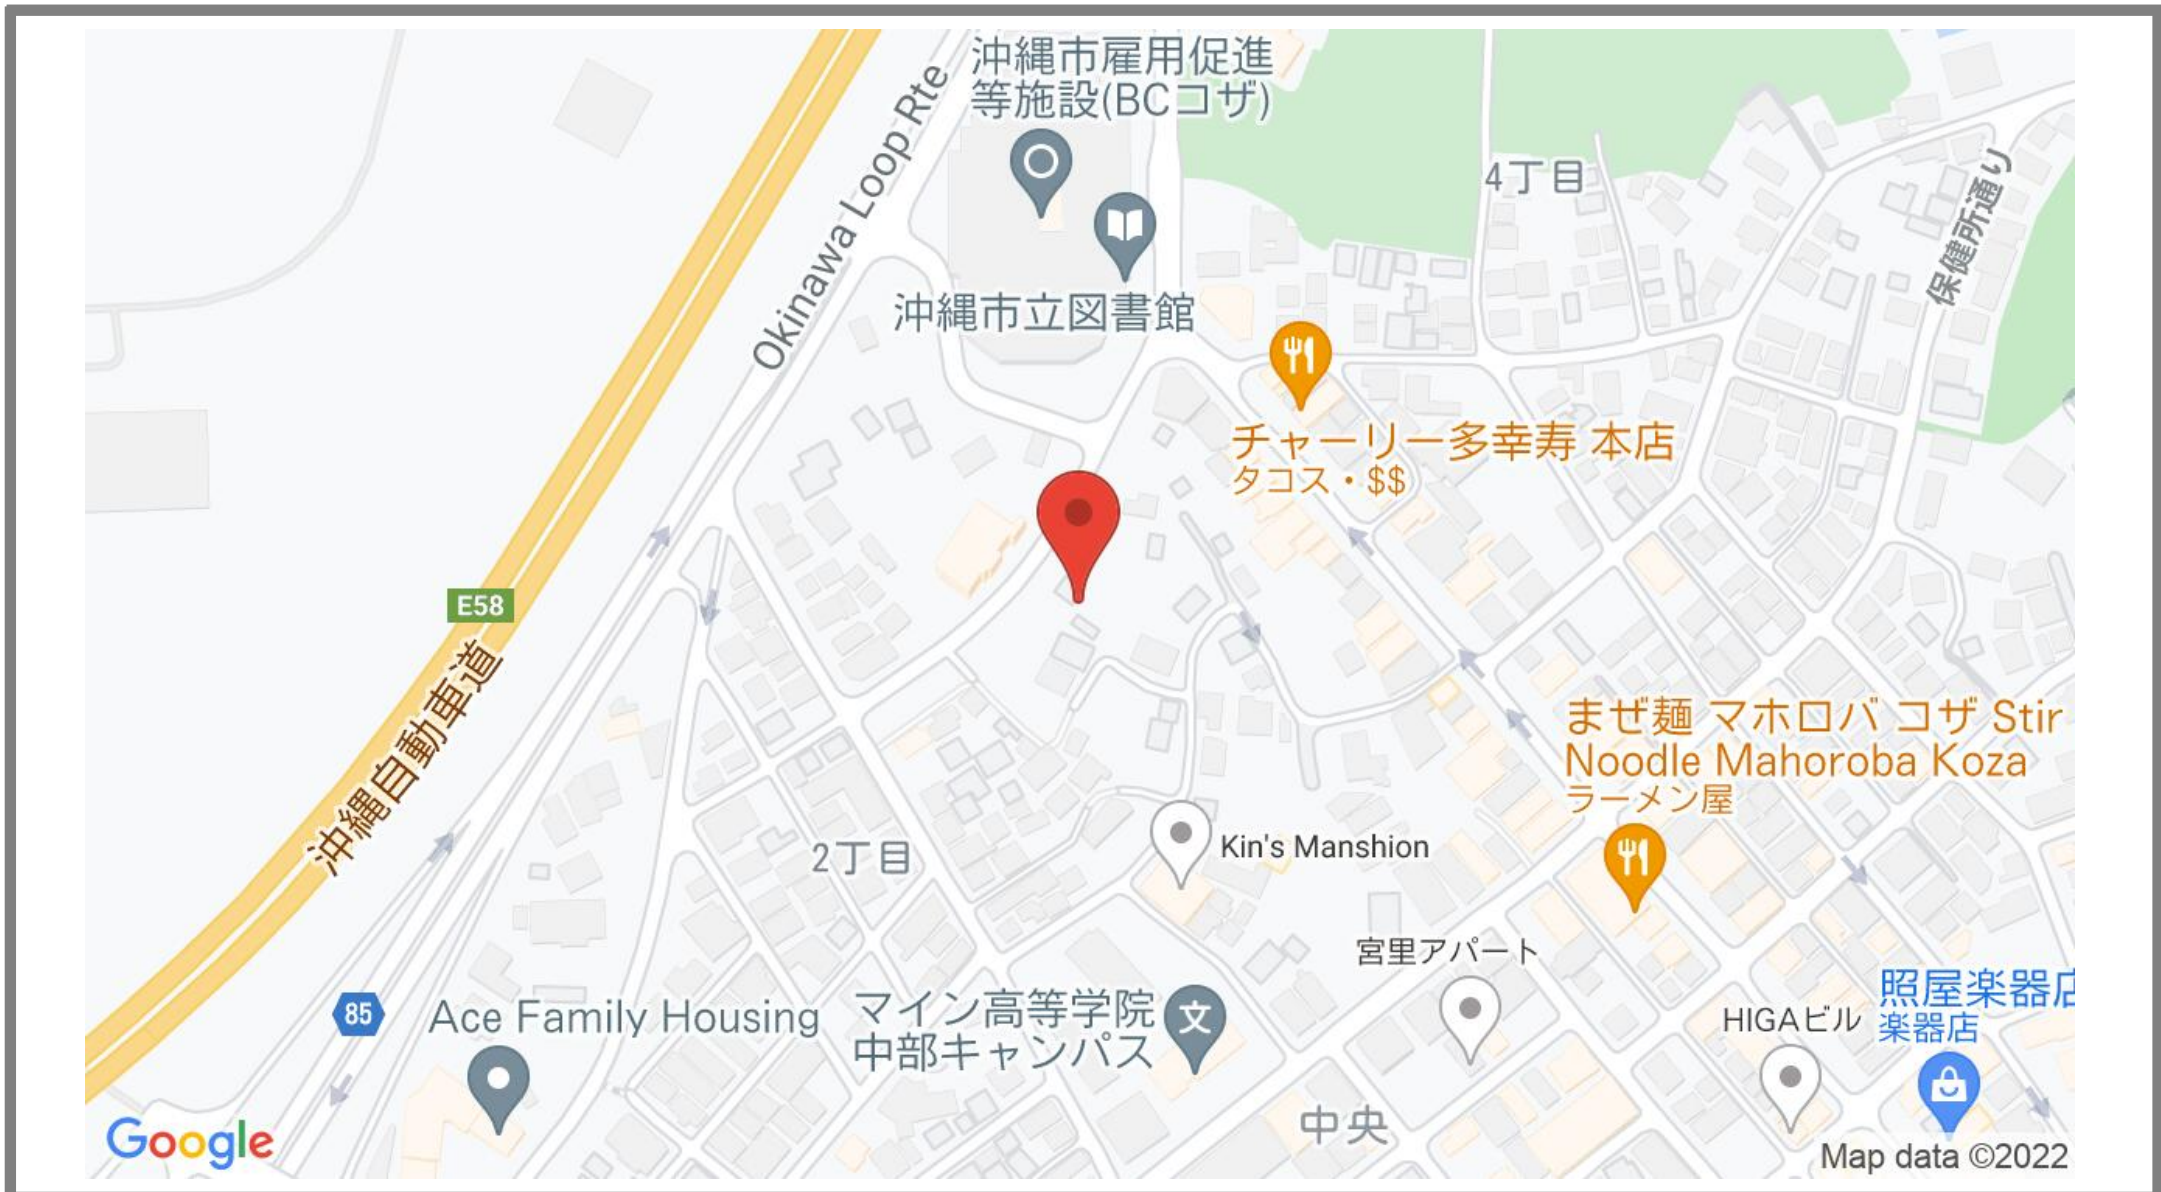 沖縄市雇用促進
等施設(BCコザ)
Okinawa Loop Rte
4丁目
保健所通り
沖縄市立図書館
チャーリー多幸寿 本店
タコス・$$
E58
沖縄自動車道
まぜ麺 マホロバ コザ Stir
Noodle Mahoroba Koza
ラーメン屋
2丁目
Kin's Manshion
宮里アパート
85
Ace Family Housing
マイン高等学院
中部キャンパス
文
HIGAビル
照屋楽器店
楽器店
中央
Google
Map data ©2022